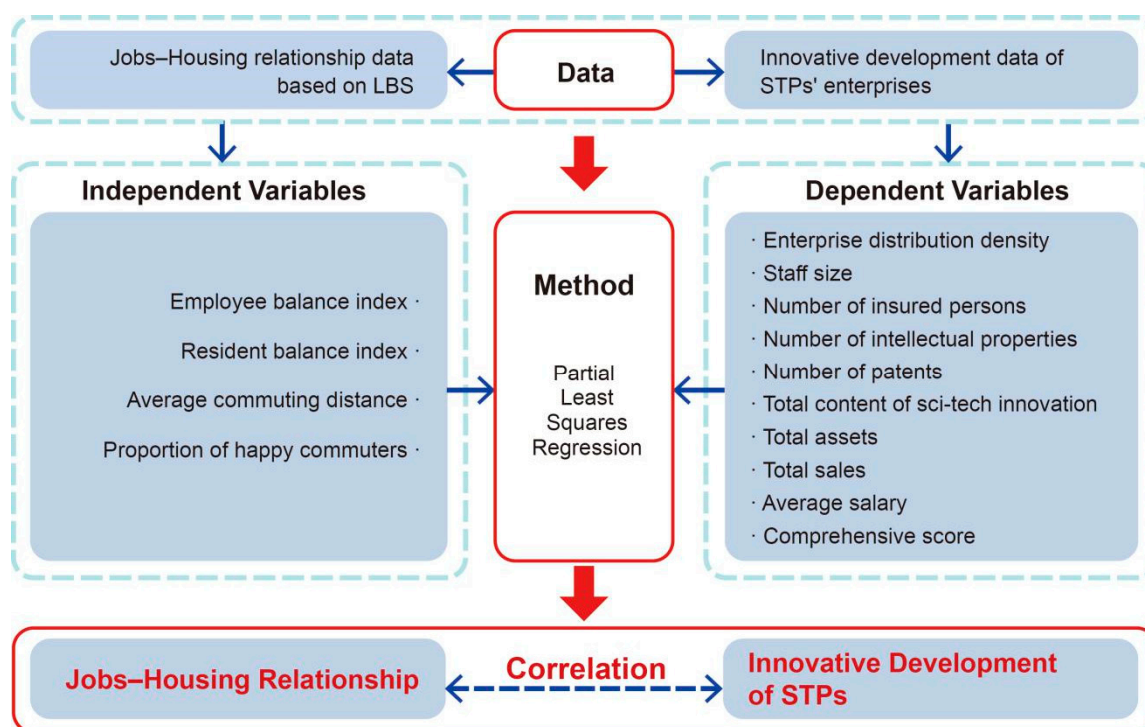 Jobs–Housing relationship data
based on LBS
Data
Innovative development data of
STPs' enterprises
Independent Variables
Employee balance index ·
Resident balance index ·
Average commuting distance ·
Proportion of happy commuters ·
Method
Partial
Least
Squares
Regression
Dependent Variables
· Enterprise distribution density
· Staff size
· Number of insured persons
· Number of intellectual properties
· Number of patents
· Total content of sci-tech innovation
· Total assets
· Total sales
· Average salary
· Comprehensive score
Jobs–Housing Relationship
Correlation
Innovative Development
of STPs